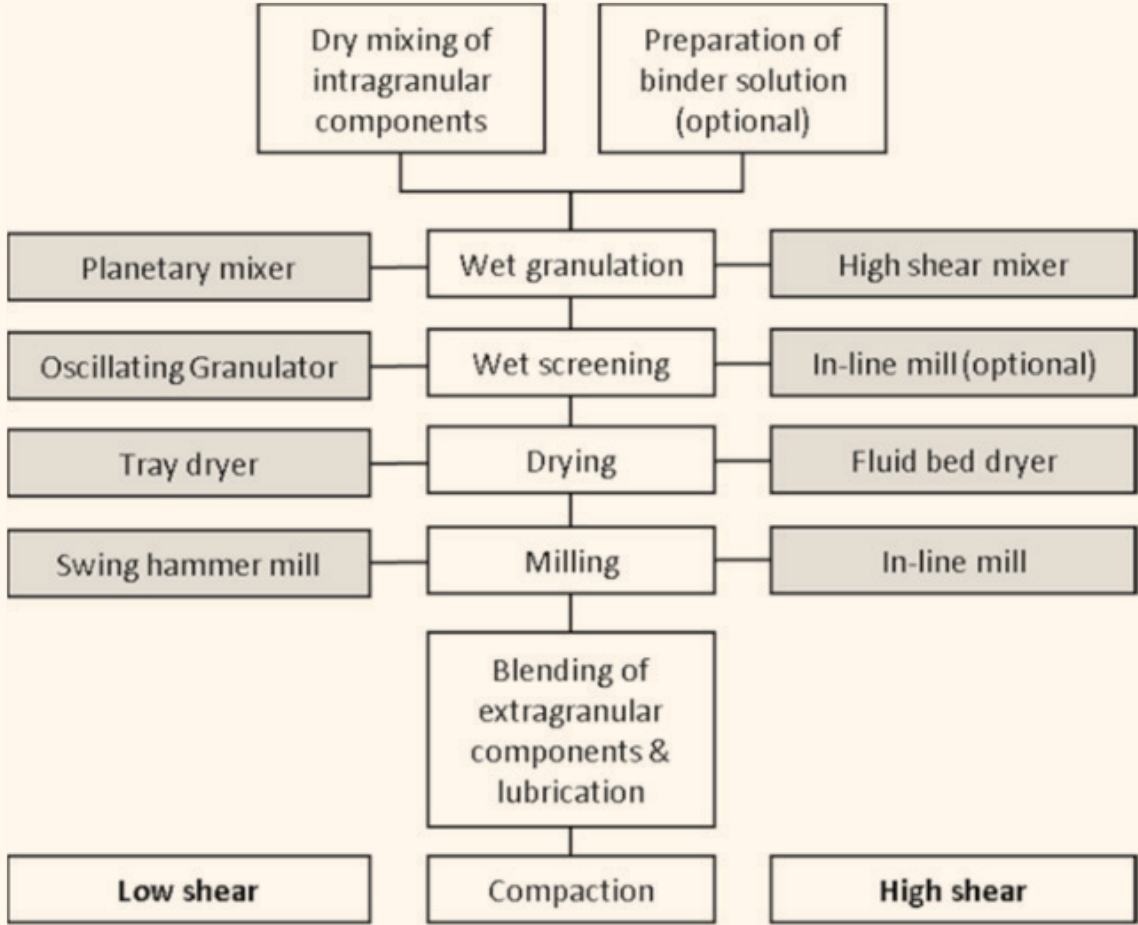 Dry mixing of
intragranular
components
Preparation of
binder solution
(optional)
Planetary mixer
Wet granulation
High shear mixer
Oscillating Granulator
Wet screening
In-line mill (optional)
Tray dryer
Drying
Fluid bed dryer
Swing hammer mill
Milling
In-line mill
Blending of
extragranular
components &
lubrication
Low shear
Compaction
High shear